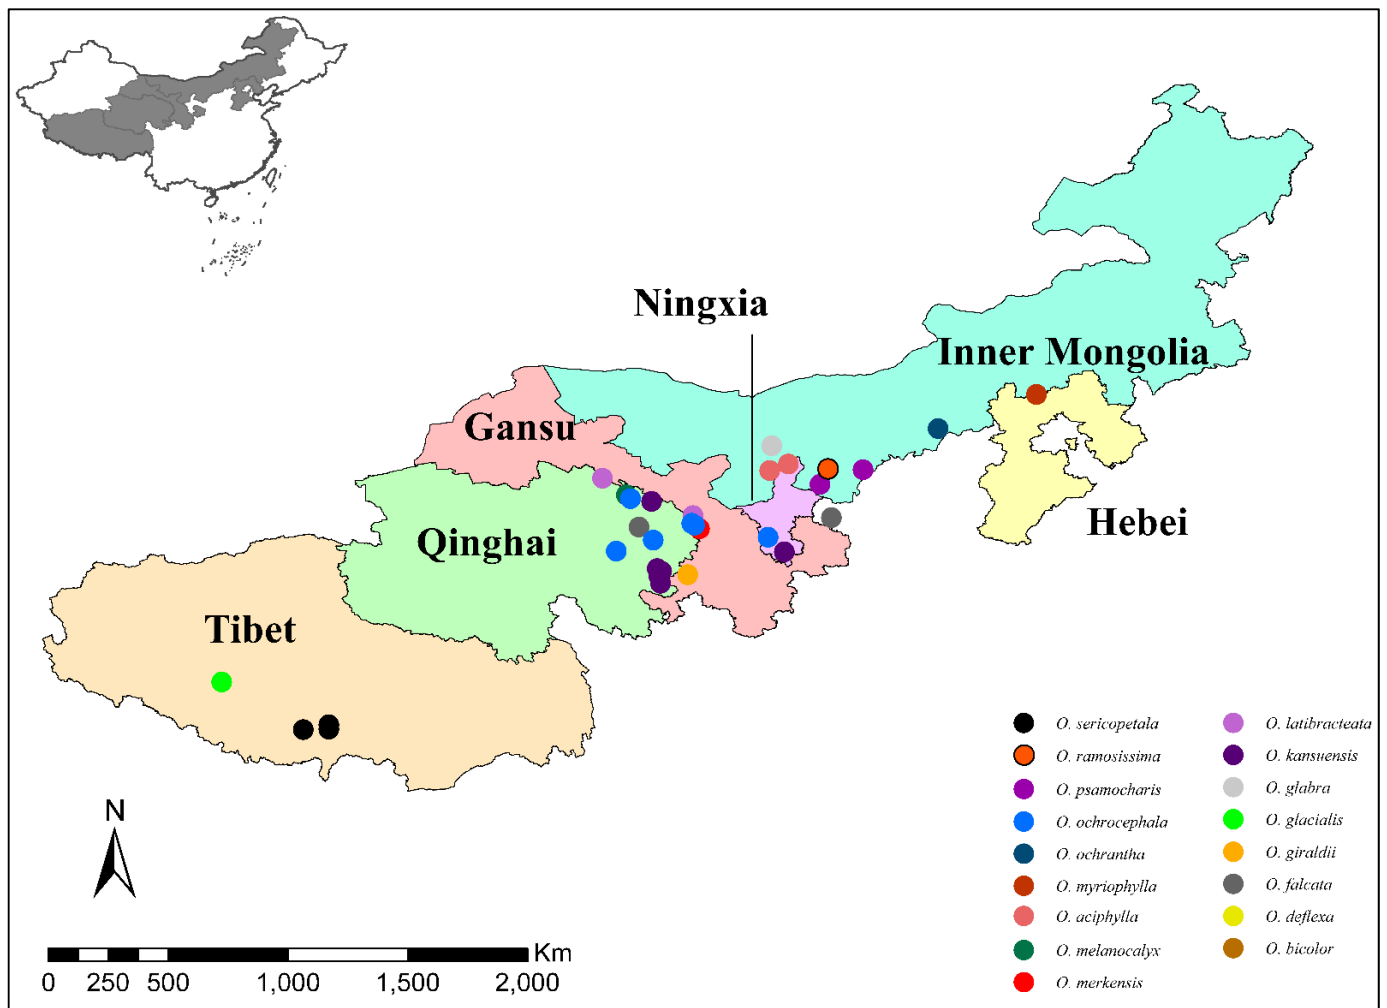 Ningxia
Inner Mongolia
Gansu
Hebei
Qinghai
Tibet
N
Km
0 250 500 1,000 1,500 2,000
O. sericopetala
O. ramosissima
O. psamocharis
O. ochrocephala
O. ochrantha
O. myriophylla
O. aciphylla
O. melanocalyx
O. merkensis
O. latibracteata
O. kansuensis
O. glabra
O. glacialis
O. giraldii
O. falcata
O. deflexa
O. bicolor